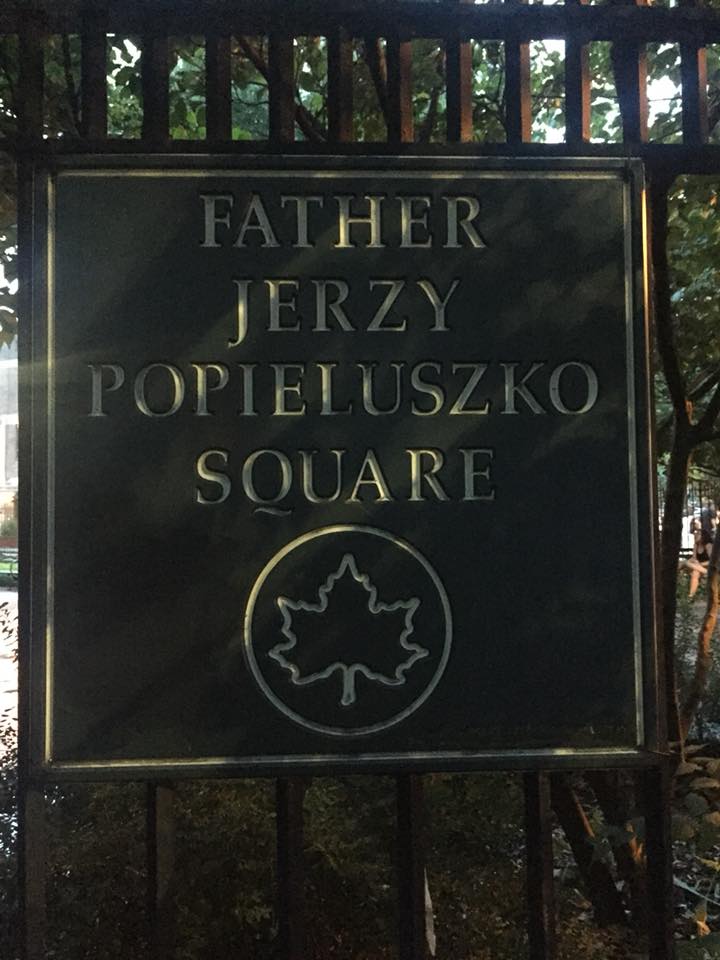 FATHER
JERZY
POPIELUSZKO
SQUARE